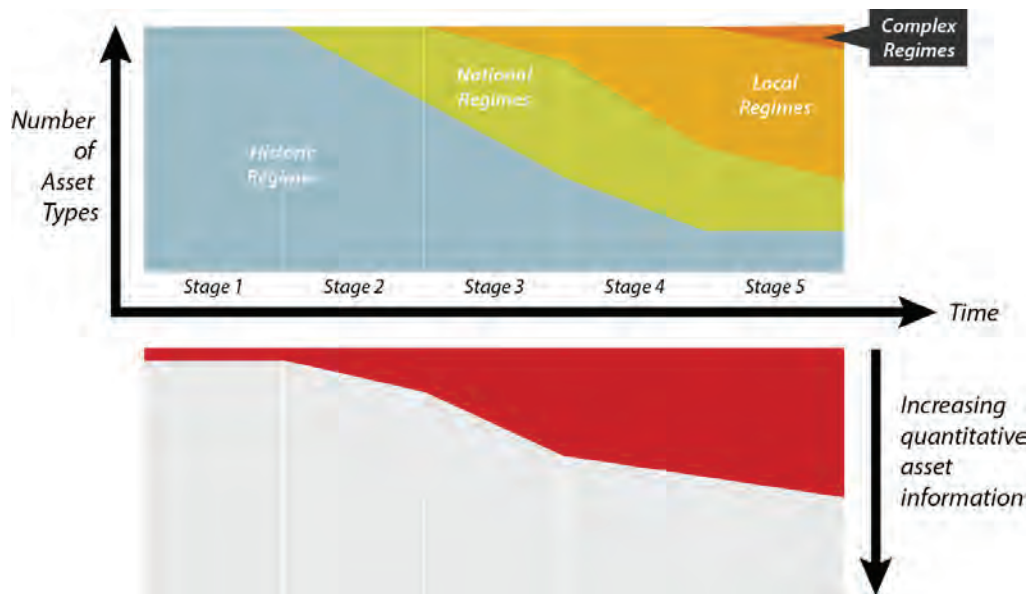 Complex
Regimes
National
Regimes
Local
Regimes
Number
of
Asset
Types
Historic
Regimes
Stage 1
Stage 2
Stage 3
Stage 4
Stage 5
Time
Increasing
quantitative
asset
information